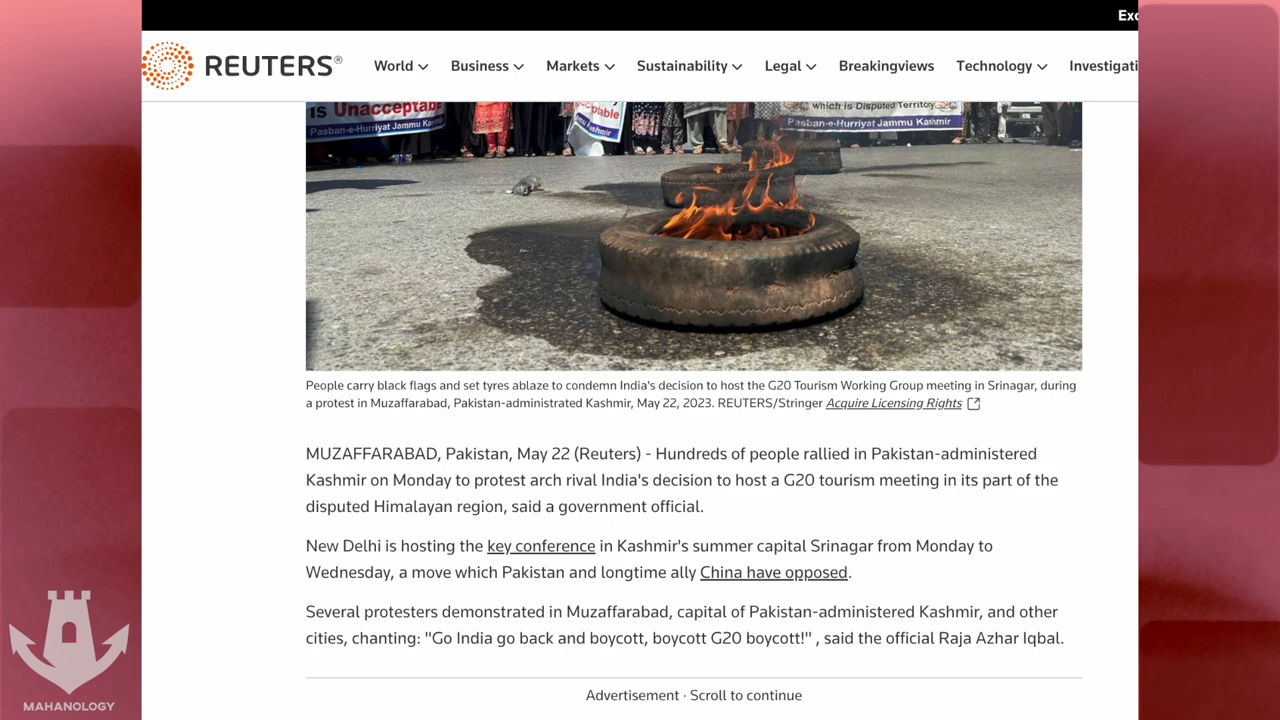 Exc
REUTERS®
World Business Markets Sustainability Legal Breakingviews Technology Investigati
is Unacceptab
Pasban-e-Hurriyat Jammu Kashmir
ceptable
Kashmir
which is Disputed Territory
Pasban-e-Hurriyat Jammu Kashmir
People carry black flags and set tyres ablaze to condemn India's decision to host the G20 Tourism Working Group meeting in Srinagar, during
a protest in Muzaffarabad, Pakistan-administrated Kashmir, May 22, 2023. REUTERS/Stringer Acquire Licensing Rights
MUZAFFARABAD, Pakistan, May 22 (Reuters) - Hundreds of people rallied in Pakistan-administered
Kashmir on Monday to protest arch rival India's decision to host a G20 tourism meeting in its part of the
disputed Himalayan region, said a government official.
New Delhi is hosting the key conference in Kashmir's summer capital Srinagar from Monday to
Wednesday, a move which Pakistan and longtime ally China have opposed.
Several protesters demonstrated in Muzaffarabad, capital of Pakistan-administered Kashmir, and other
cities, chanting: "Go India go back and boycott, boycott G20 boycott!" , said the official Raja Azhar Iqbal.
Advertisement · Scroll to continue
MAHANOLOGY